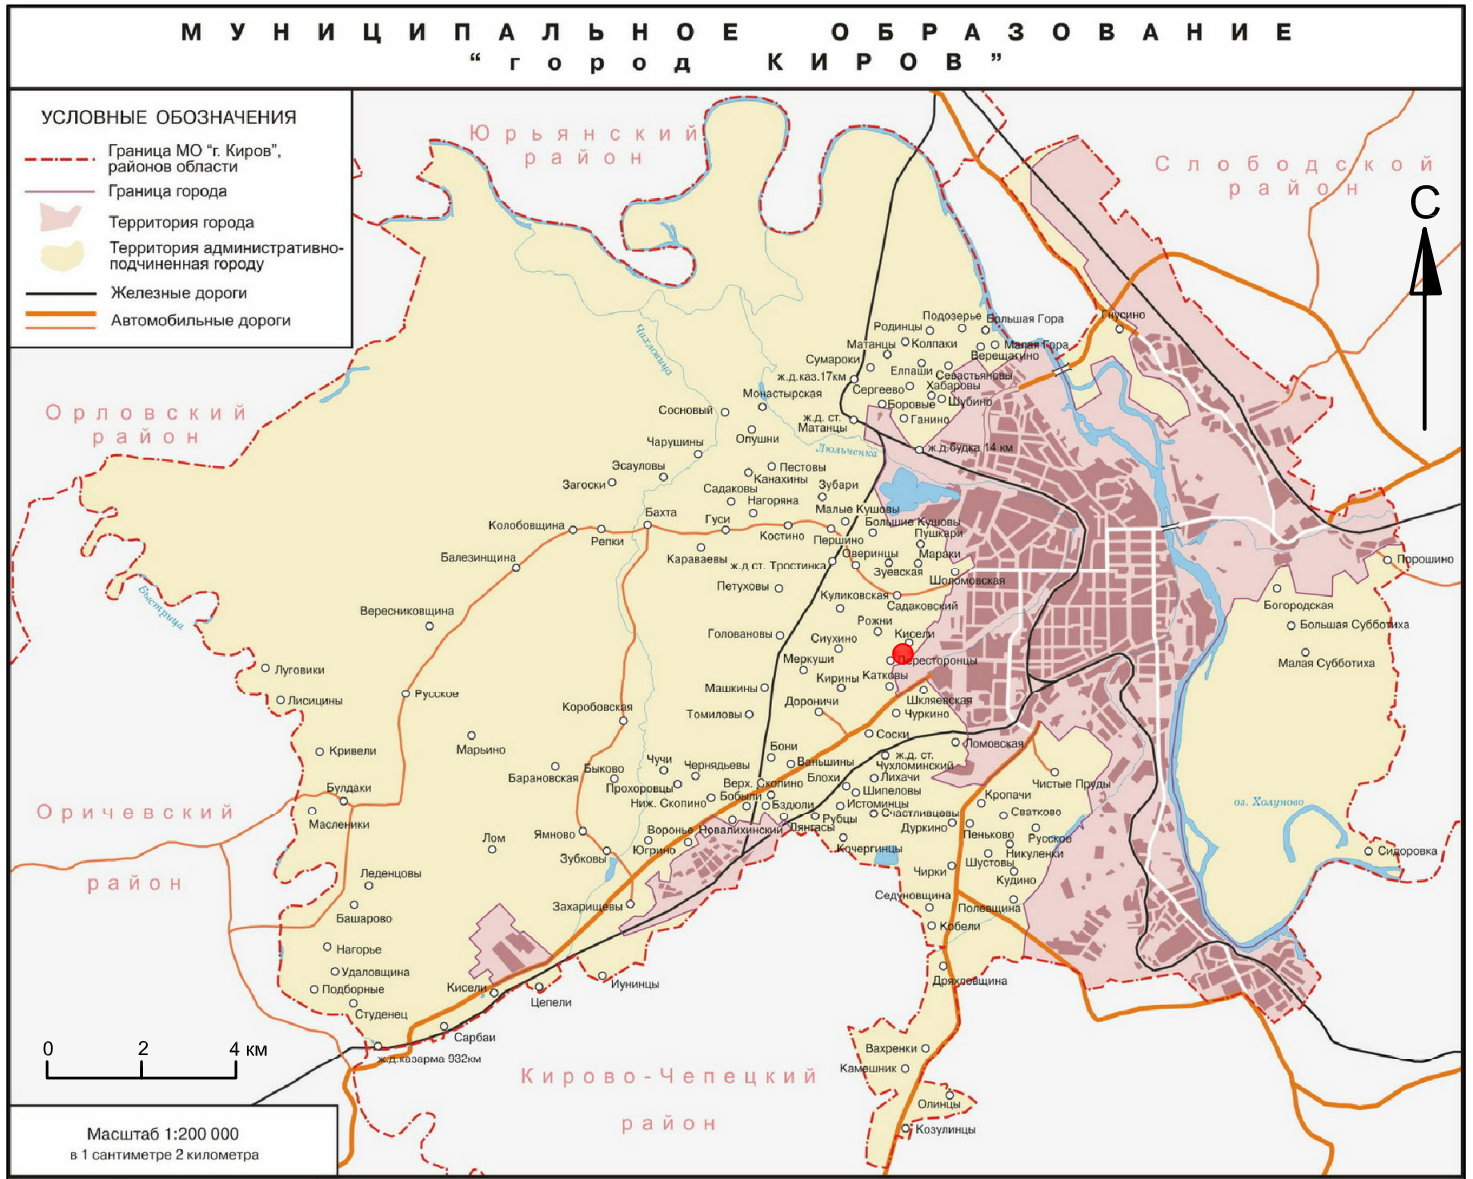 МУНИЦИПАЛЬНОЕ ОБРАЗОВАНИЕ
“город КИРОВ”
УСЛОВНЫЕ ОБОЗНАЧЕНИЯ
Граница МО “г. Киров”,
районов области
Граница города
Территория города
Территория административно-
подчиненная городу
Железные дороги
Автомобильные дороги
Юрьянский
район
Слободской
район
С
Орловский
район
Оричевский
район
Кирово-Чепецкий
район
Чахловица
Быстрица
Люльченка
оз. Холуново
Подозерье
Большая Гора
Гнусино
Родинцы
Матанцы
Колпаки
Малая Гора
Верещагино
Сумароки
Елпаши
Севастьяновы
ж.д.каз.17км
Сергеево
Хабаровы
Шубино
Боровые
Монастырская
Сосновый
ж.д. ст.
Матанцы
Ганино
Опушки
Чарушины
ж.д.будка 14 км
Эсауловы
Загоски
Пестовы
Канахины
Садаковы
Зубари
Нагоряна
Малые Кушовы
Большие Кушовы
Колобовщина
Репки
Бахта
Гуси
Костино
Першино
Пушкари
Балезинщина
Караваевы
ж.д ст. Тростинка
Оверинцы
Мараки
Зуевская
Шоломовская
Порошино
Петуховы
Куликовская
Садаковский
Вересниковщина
Рожни
Кисели
Богородская
Большая Субботиха
Малая Субботиха
Головановы
Сиухино
Пересторонцы
Меркуши
Луговики
Лисицины
Русское
Машкины
Кирины
Катковы
Шкляевская
Коробовская
Томиловы
Дороничи
Чуркино
Соски
Кривели
Марьино
Бони
Ломовская
Ваньшины
ж.д. ст.
Чухломинский
Чучи
Чернядьевы
Барановская
Быково
Прохоровцы
Верх. Скопино
Блохи
Лихачи
Шипеловы
Чистые Пруды
Булдаки
Масленики
Ниж. Скопино
Бобыли
Бздюли
Истоминцы
Кропачи
Сватково
Рубцы
Счастливцевы
Дуркино
Лом
Ямново
Воронье
Новалихинский
Лянгасы
Пеньково
Русское
Югрино
Кочергинцы
Никуленки
Зубковы
Шустовы
Сидоровка
Леденцовы
Чирки
Кудино
Седуновщина
Полевщина
Башарово
Захарищевы
Кобели
Нагорье
Удаловщина
Подборные
Студенец
Кисели
Цепели
Иунинцы
Дряхловщина
Сарбаи
ж.д.казарма 932км
Вахренки
Камешник
Олинцы
Козулинцы
0 2 4 км
Масштаб 1:200 000
в 1 сантиметре 2 километра